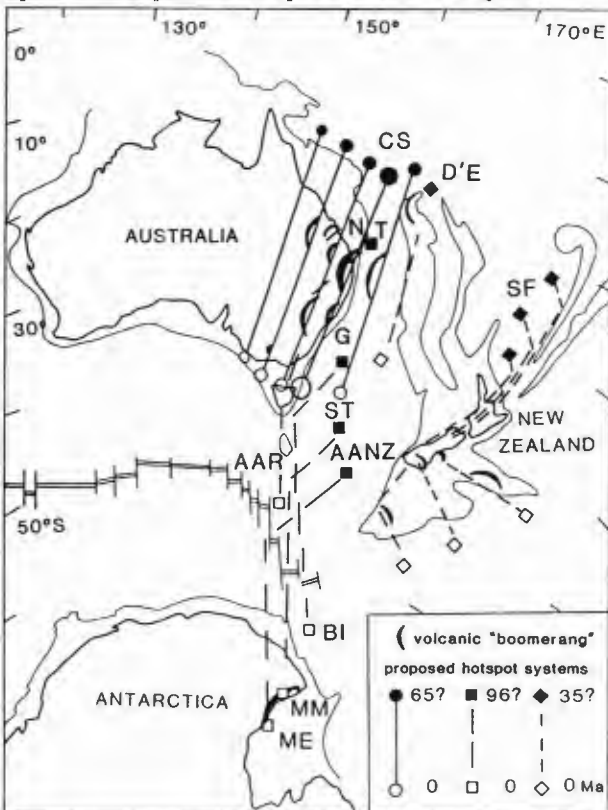 130° 150° 170°E
0°
10°
CS
D'E
N T
AUSTRALIA
SF
30°
G
ST
NEW
ZEALAND
AAR
AANZ
50°S
BI
( volcanic "boomerang"
proposed hotspot systems
65? 96? 35?
ANTARCTICA
MM
ME
0 0 0 Ma